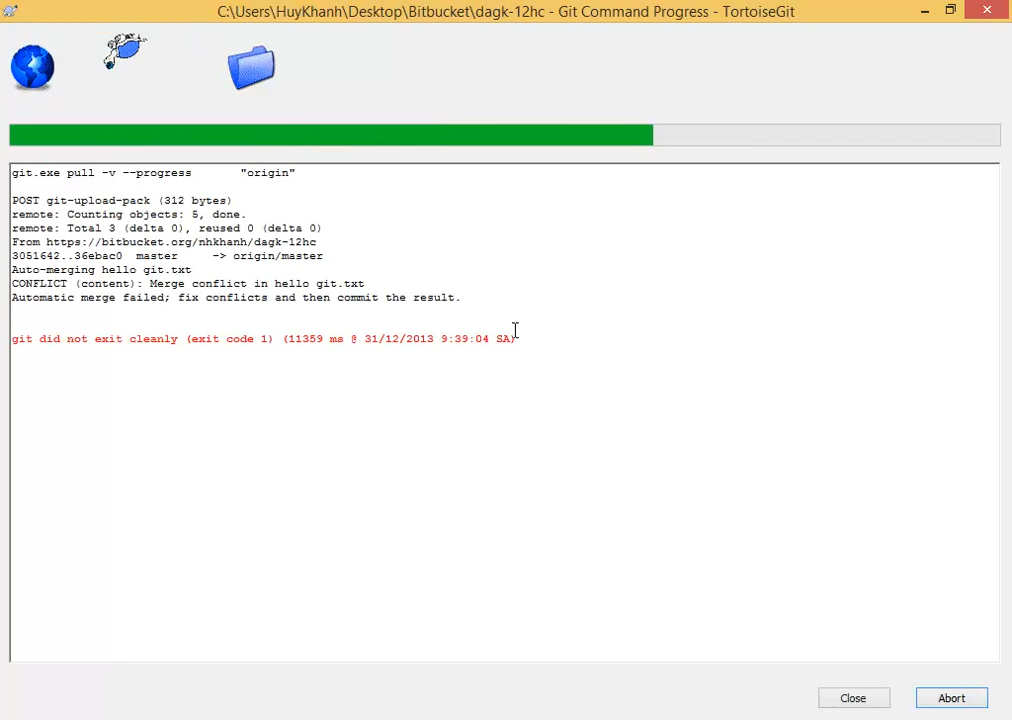 C:\Users\HuyKhanh\Desktop\Bitbucket\dagk-12hc - Git Command Progress - TortoiseGit
git.exe pull -v --progress       "origin"
POST git-upload-pack (312 bytes)
remote: Counting objects: 5, done.
remote: Total 3 (delta 0), reused 0 (delta 0)
From https://bitbucket.org/nhkhanh/dagk-12hc
3051642..36ebac0  master     -> origin/master
Auto-merging hello git.txt
CONFLICT (content): Merge conflict in hello git.txt
Automatic merge failed; fix conflicts and then commit the result.
git did not exit cleanly (exit code 1) (11359 ms @ 31/12/2013 9:39:04 SA)
Close
Abort